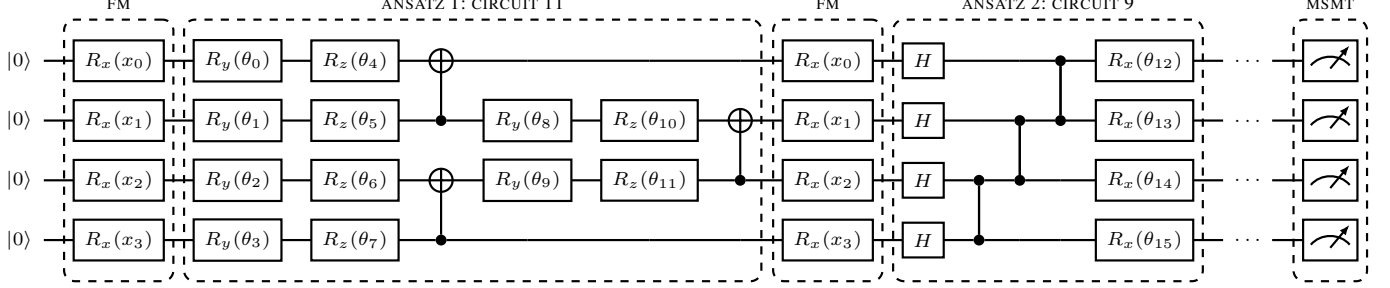 FM ANSATZ 1: CIRCUIT 11 FM ANSATZ 2: CIRCUIT 9 MSMT
|0⟩ R_x(x_0) R_y(θ_0) R_z(θ_4) R_x(x_0) H R_x(θ_12) ···
|0⟩ R_x(x_1) R_y(θ_1) R_z(θ_5) R_y(θ_8) R_z(θ_10) R_x(x_1) H R_x(θ_13) ···
|0⟩ R_x(x_2) R_y(θ_2) R_z(θ_6) R_y(θ_9) R_z(θ_11) R_x(x_2) H R_x(θ_14) ···
|0⟩ R_x(x_3) R_y(θ_3) R_z(θ_7) R_x(x_3) H R_x(θ_15) ···